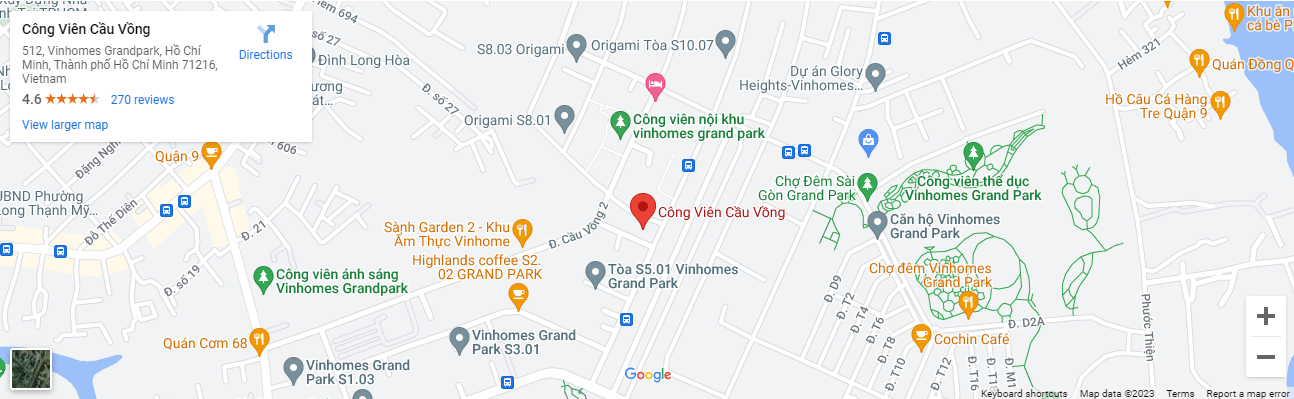 Công Viên Cầu Vồng
512, Vinhomes Grandpark, Hồ Chí
Minh, Thành phố Hồ Chí Minh 71216,
Vietnam
4.6
270 reviews
Directions
View larger map
Hẻm 694
S8.03 Origami
Origami Tòa S10.07
Đình Long Hòa
Đ. số 27
Đ. số 27
Dự án Glory
Heights-Vinhomes...
Hẻm 321
Khu ăn
cá bè
Quán Đồng Q
Hồ Câu Cá Hàng
Tre Quận 9
Origami S8.01
Công viên nội khu
vinhomes grand park
606
Quận 9
UBND Phường
Long Thạnh Mỹ...
Đỗ Thế Diên
Đ. 21
Đ. số 19
Chợ Đêm Sài
Gòn Grand Park
Công viên thể dục
Vinhomes Grand Park
Căn hộ Vinhomes
Grand Park
Công Viên Cầu Vồng
Đ. Cầu Vồng 2
Sành Garden 2 - Khu
Ẩm Thực Vinhome
Highlands coffee S2.
02 GRAND PARK
Công viên ánh sáng
Vinhomes Grandpark
Tòa S5.01 Vinhomes
Grand Park
Chợ đêm Vinhomes
Grand Park
Đ. D9
Đ. T2
Đ. T4
Đ. T6
Đ. T8
Đ. T10
Đ. T12
Đ. T16
Đ. M1
Đ. D2A
Cochin Café
Phước Thiện
Quán Cơm 68
Vinhomes Grand
Park S3.01
Vinhomes Grand
Park S1.03
Google
Keyboard shortcuts
Map data ©2023
Terms
Report a map error